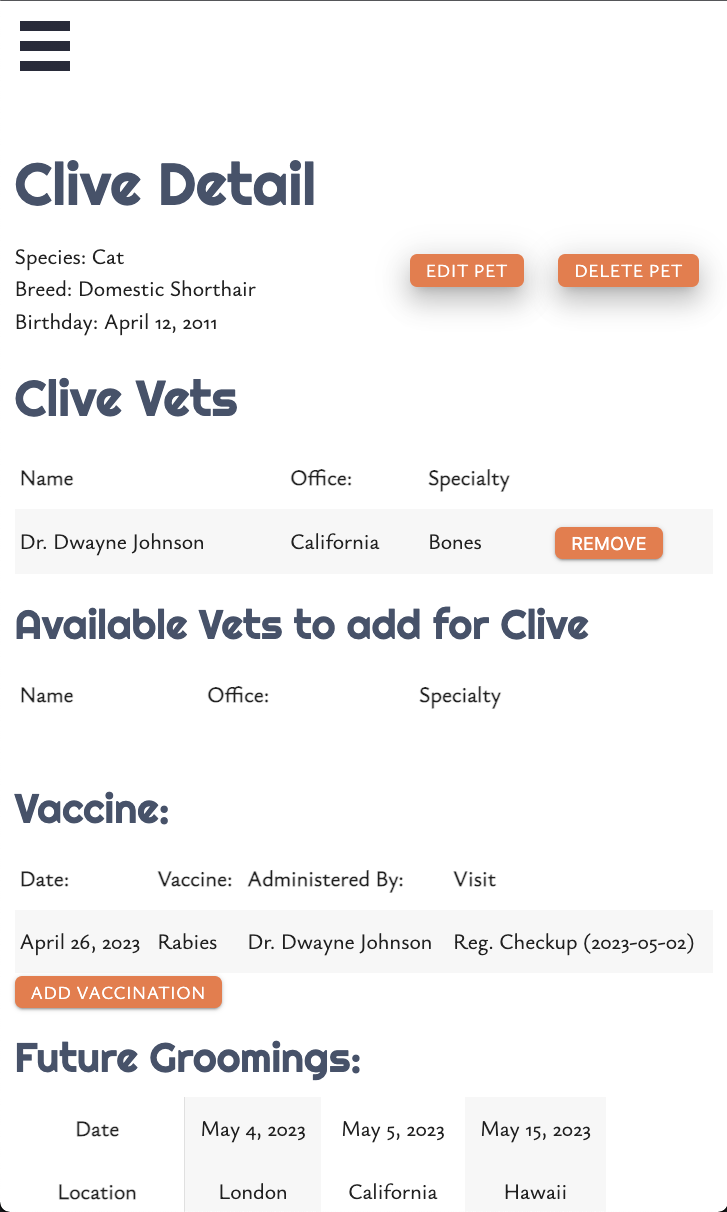 Clive Detail
Species: Cat
Breed: Domestic Shorthair
Birthday: April 12, 2011
EDIT PET DELETE PET
Clive Vets
Name Office: Specialty
Dr. Dwayne Johnson California Bones REMOVE
Available Vets to add for Clive
Name Office: Specialty
Vaccine:
Date: Vaccine: Administered By: Visit
April 26, 2023 Rabies Dr. Dwayne Johnson Reg. Checkup (2023-05-02)
ADD VACCINATION
Future Groomings:
Date May 4, 2023 May 5, 2023 May 15, 2023
Location London California Hawaii